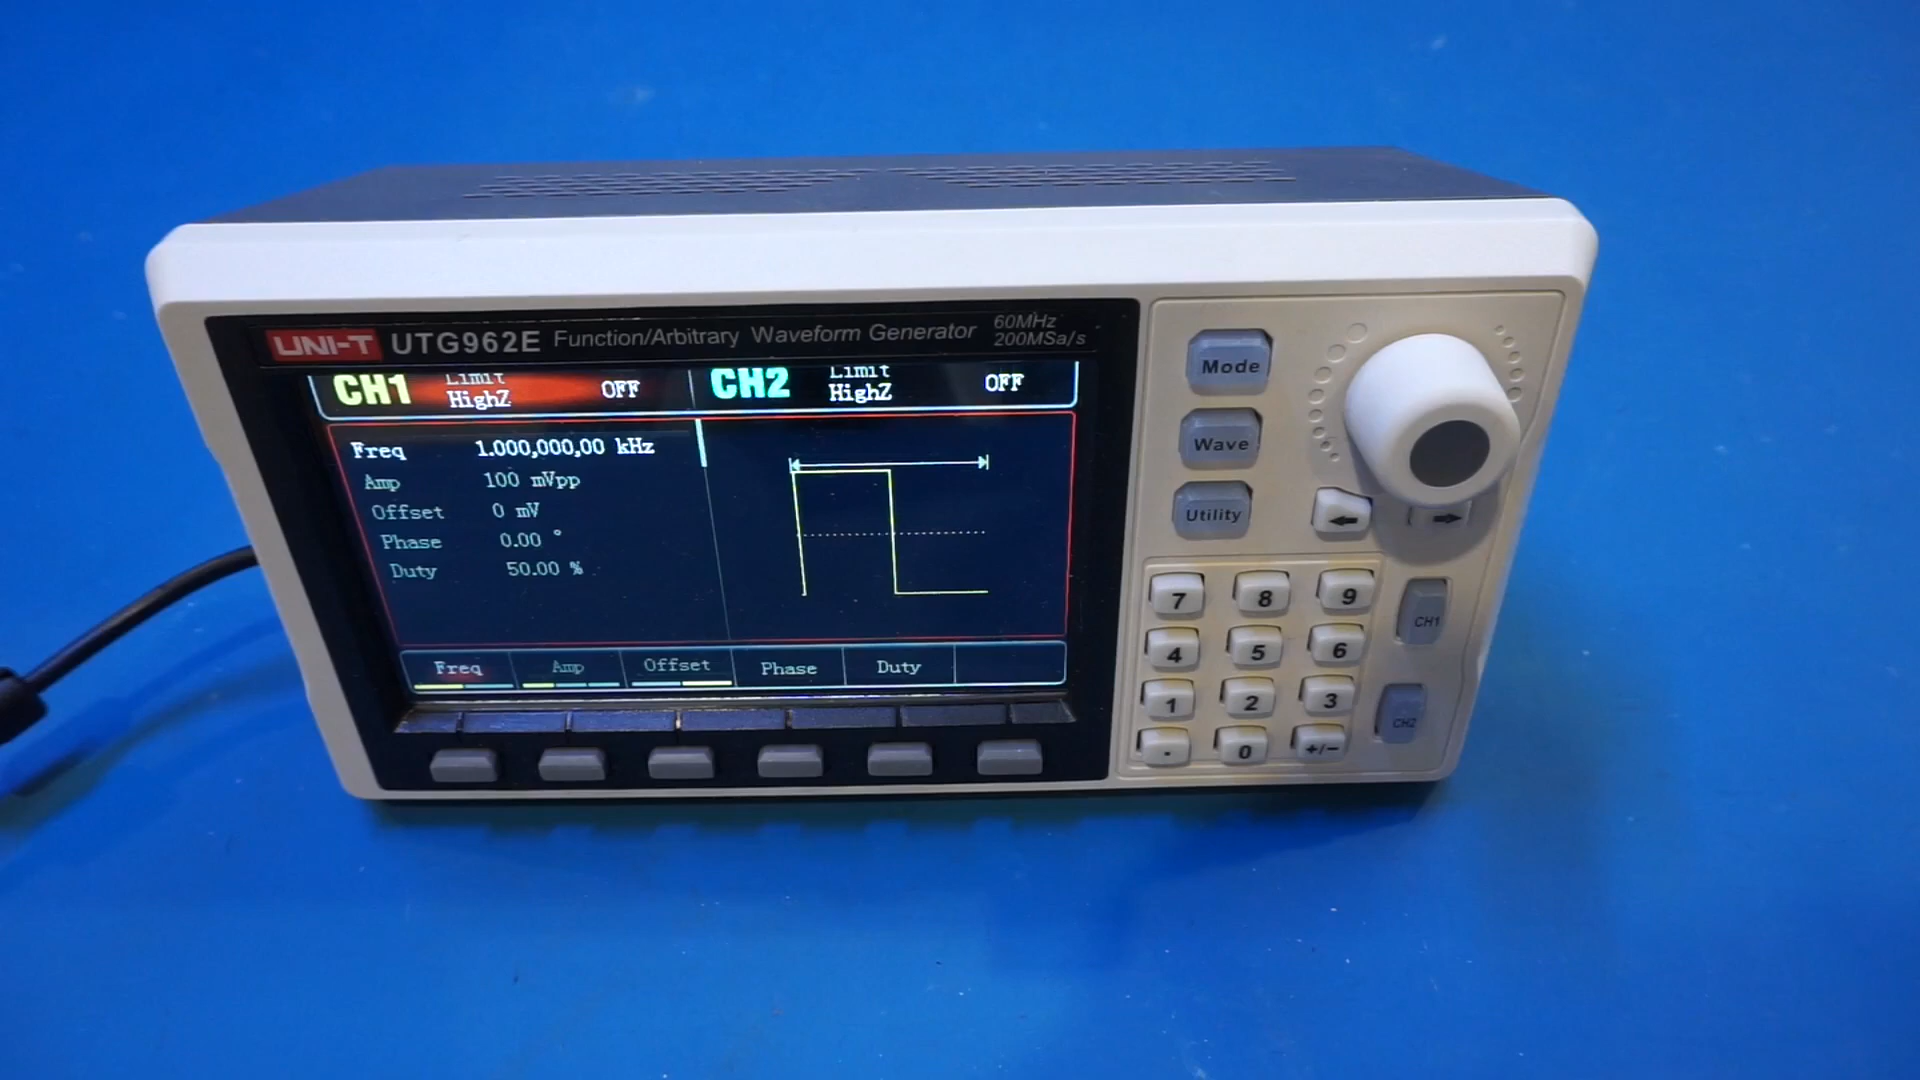 UNI-T UTG962E Function/Arbitrary Waveform Generator 60MHz
200MSa/s
CH1 Limit
HighZ OFF
CH2 Limit
HighZ OFF
Freq 1.000,000,00 kHz
Amp 100 mVpp
Offset 0 mV
Phase 0.00 °
Duty 50.00 %
Freq Amp Offset Phase Duty
Mode
Wave
Utility
← →
7 8 9
4 5 6
1 2 3
. 0 +/-
CH1
CH2